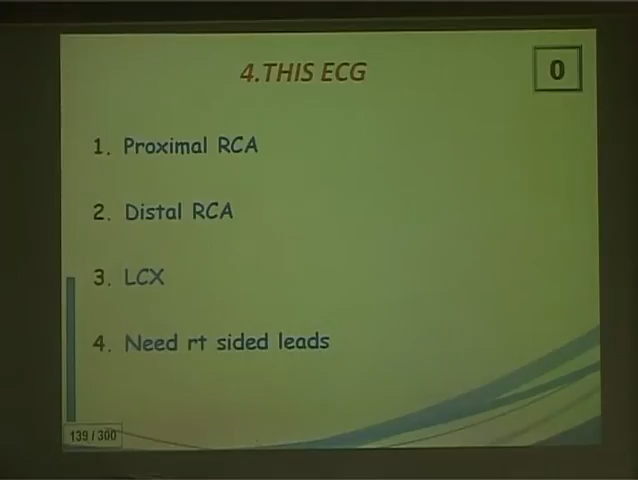 4.THIS ECG
0
1. Proximal RCA
2. Distal RCA
3. LCX
4. Need rt sided leads
139 / 300